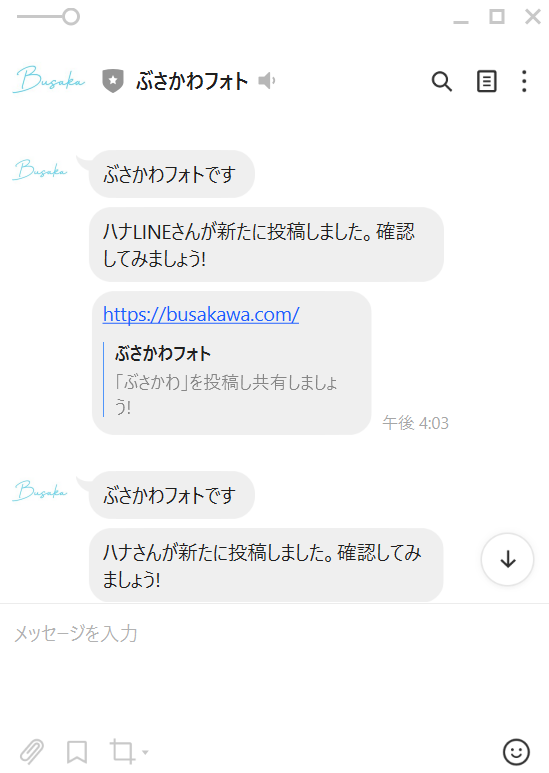 Busaka
ぶさかわフォト
Busaka
ぶさかわフォトです
ハナLINEさんが新たに投稿しました。確認
してみましょう!
https://busakawa.com/
ぶさかわフォト
「ぶさかわ」を投稿し共有しましょ
う!
午後 4:03
Busaka
ぶさかわフォトです
ハナさんが新たに投稿しました。確認してみ
ましょう!
メッセージを入力